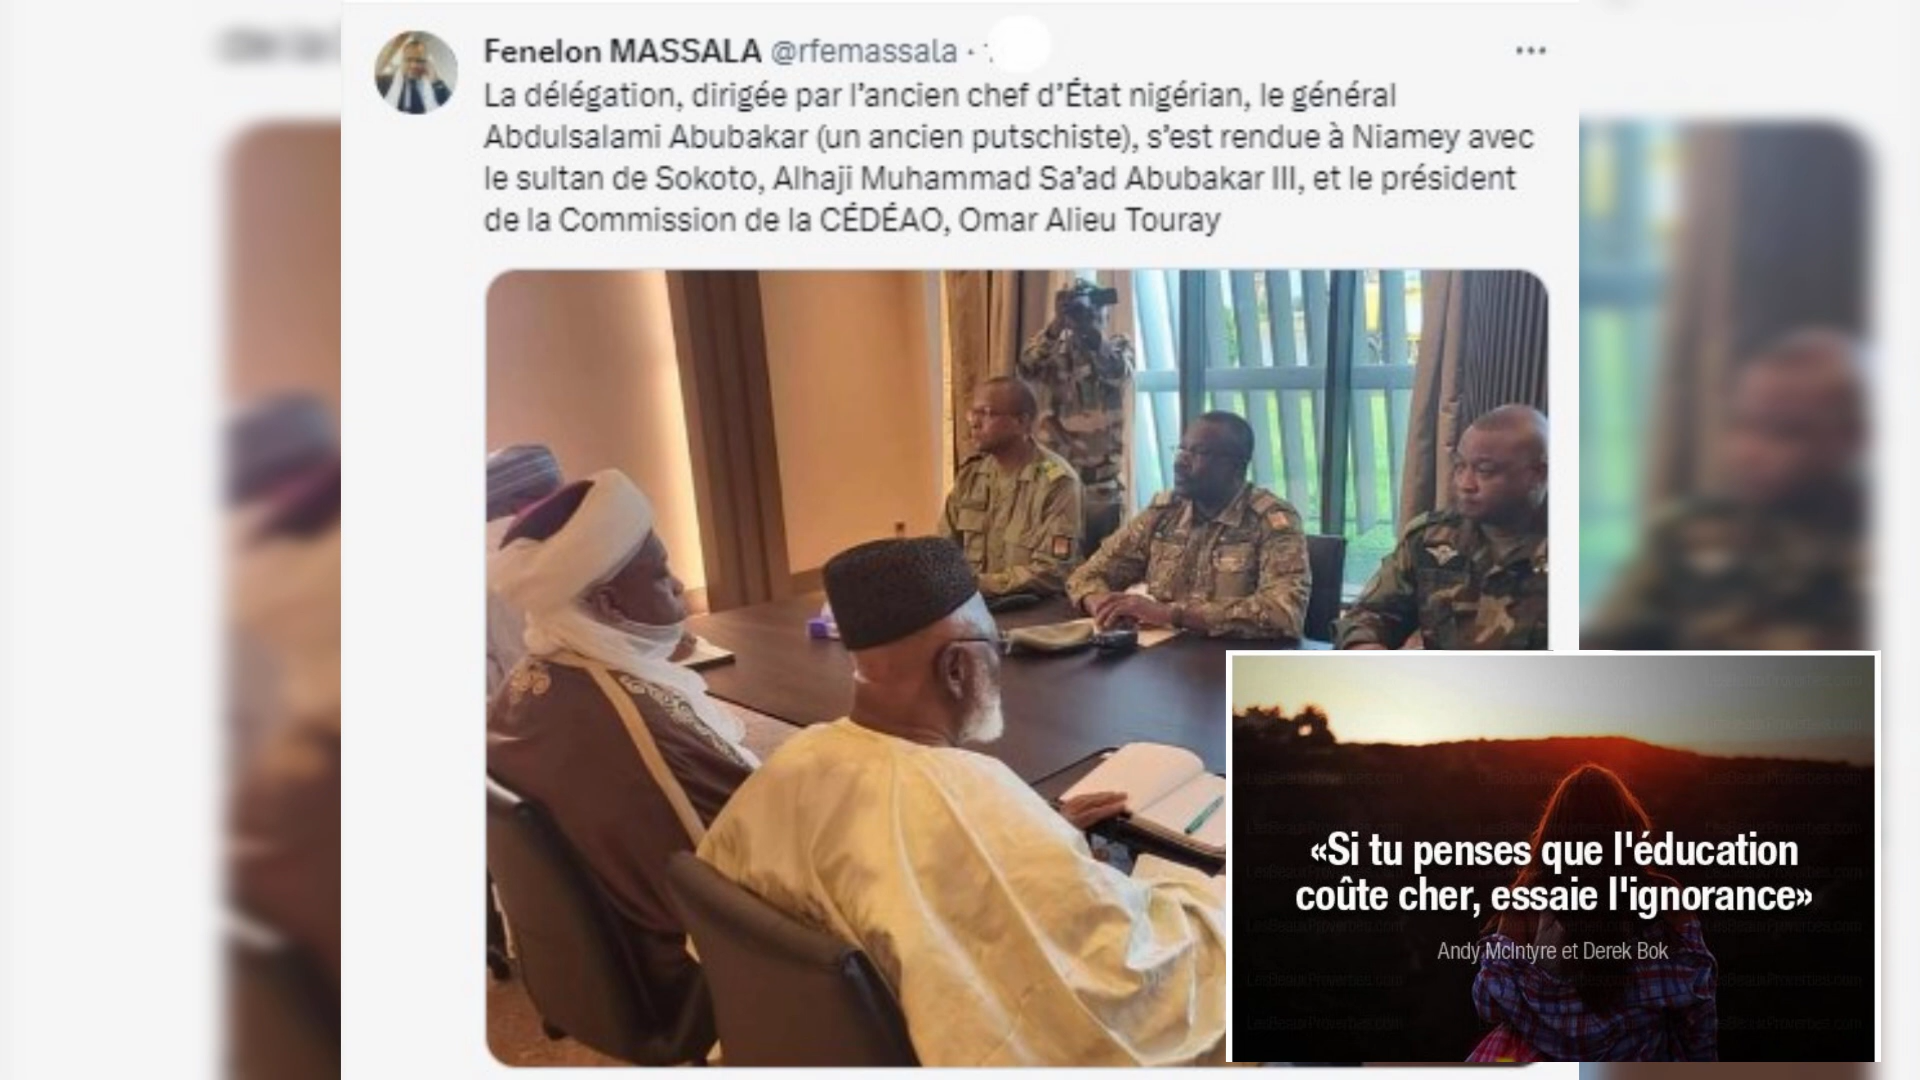 Fenelon MASSALA @rfemassala ·
La délégation, dirigée par l’ancien chef d’État nigérian, le général
Abdulsalami Abubakar (un ancien putschiste), s’est rendue à Niamey avec
le sultan de Sokoto, Alhaji Muhammad Sa’ad Abubakar III, et le président
de la Commission de la CÉDÉAO, Omar Alieu Touray
«Si tu penses que l'éducation
coûte cher, essaie l'ignorance»
Andy McIntyre et Derek Bok